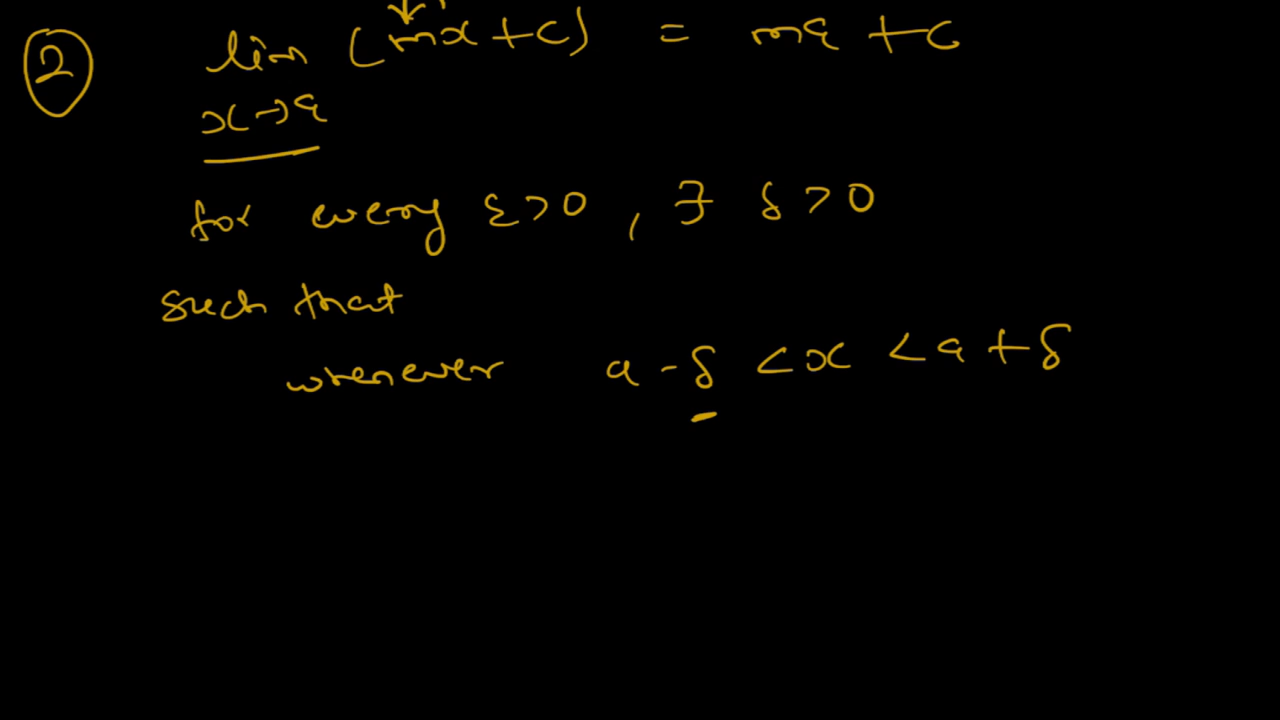 ② lim (mx + c) = ma + c
x→a
for every ε > 0 , ∃ δ > 0
such that
whenever a - δ < x < a + δ